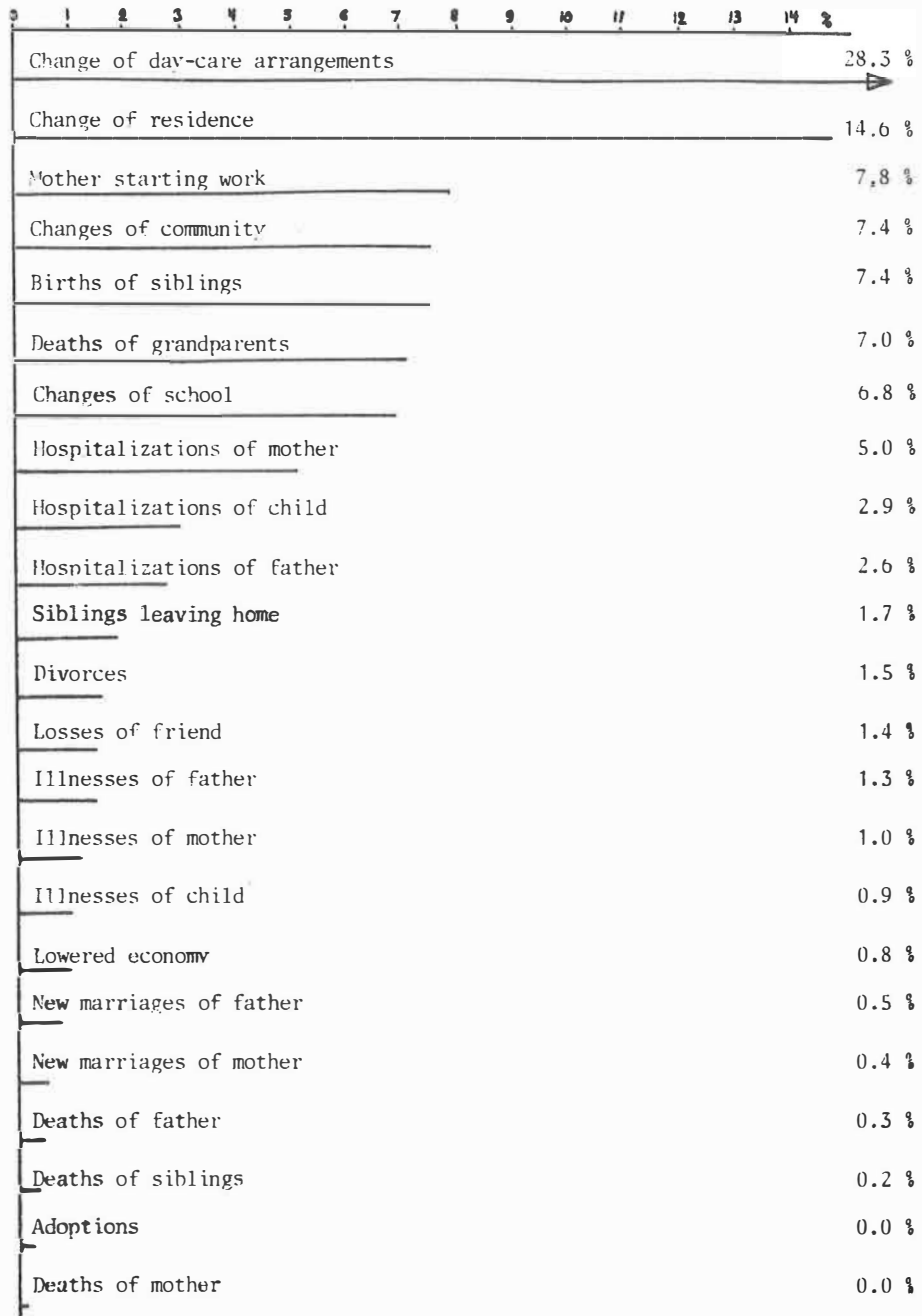 0 1 2 3 4 5 6 7 8 9 10 11 12 13 14 %
Change of day-care arrangements 28.3 %
Change of residence 14.6 %
Mother starting work 7,8 %
Changes of community 7.4 %
Births of siblings 7.4 %
Deaths of grandparents 7.0 %
Changes of school 6.8 %
Hospitalizations of mother 5.0 %
Hospitalizations of child 2.9 %
Hospitalizations of father 2.6 %
Siblings leaving home 1.7 %
Divorces 1.5 %
Losses of friend 1.4 %
Illnesses of father 1.3 %
Illnesses of mother 1.0 %
Illnesses of child 0.9 %
Lowered economy 0.8 %
New marriages of father 0.5 %
New marriages of mother 0.4 %
Deaths of father 0.3 %
Deaths of siblings 0.2 %
Adoptions 0.0 %
Deaths of mother 0.0 %